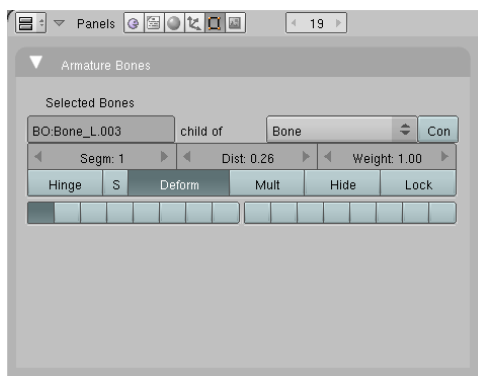 Panels 19
Armature Bones
Selected Bones
BO:Bone_L.003 child of Bone Con
Segm: 1 Dist: 0.26 Weight: 1.00
Hinge S Deform Mult Hide Lock